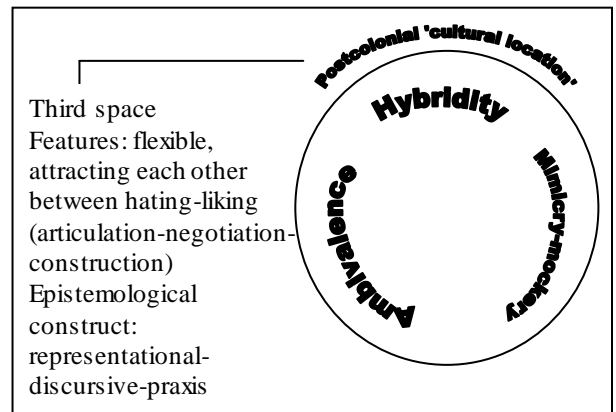 Postcolonial 'cultural location'
Hybridity
Ambivalence
Mimicry-mockery
Third space
Features: flexible,
attracting each other
between hating-liking
(articulation-negotiation-
construction)
Epistemological
construct:
representational-
discursive-praxis